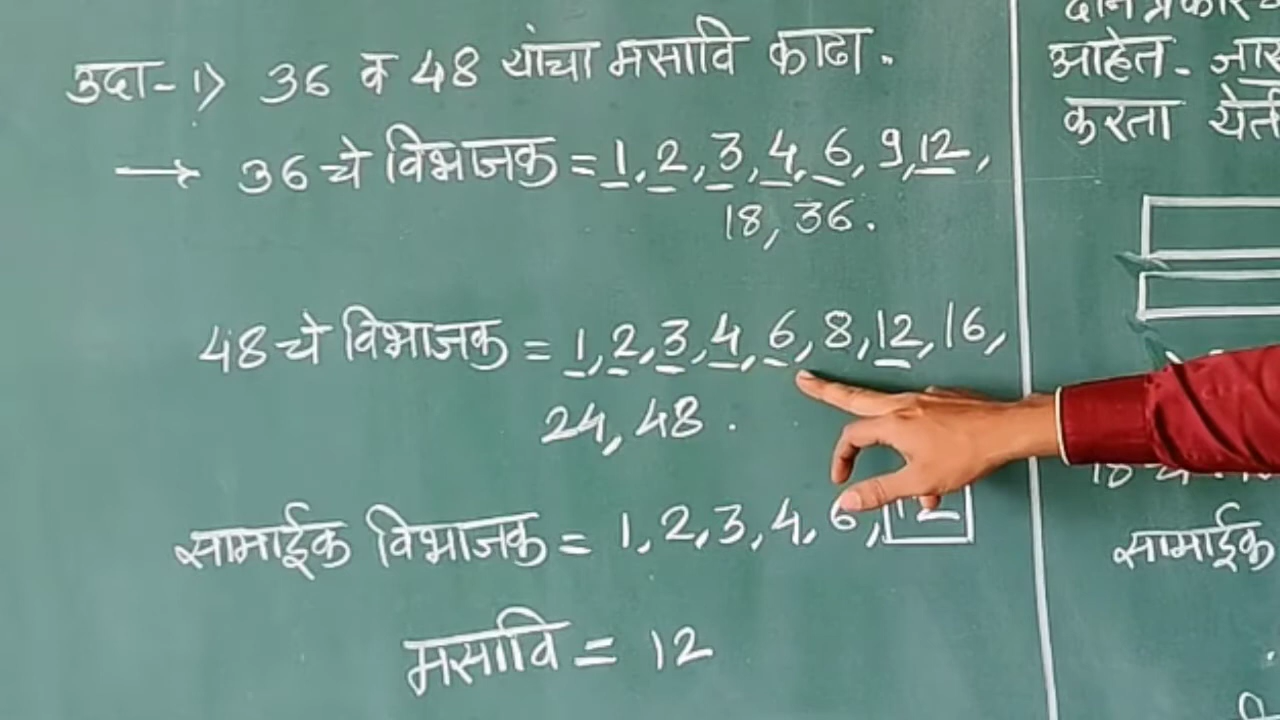 उदा-1) 36 व 48 यांचा मसावि काढा.
→ 36 चे विभाजक = 1, 2, 3, 4, 6, 9, 12,
18, 36.
48 चे विभाजक = 1, 2, 3, 4, 6, 8, 12, 16,
24, 48.
सामाईक विभाजक = 1, 2, 3, 4, 6, 12
मसावि = 12
आहेत-
करता
सामाईक